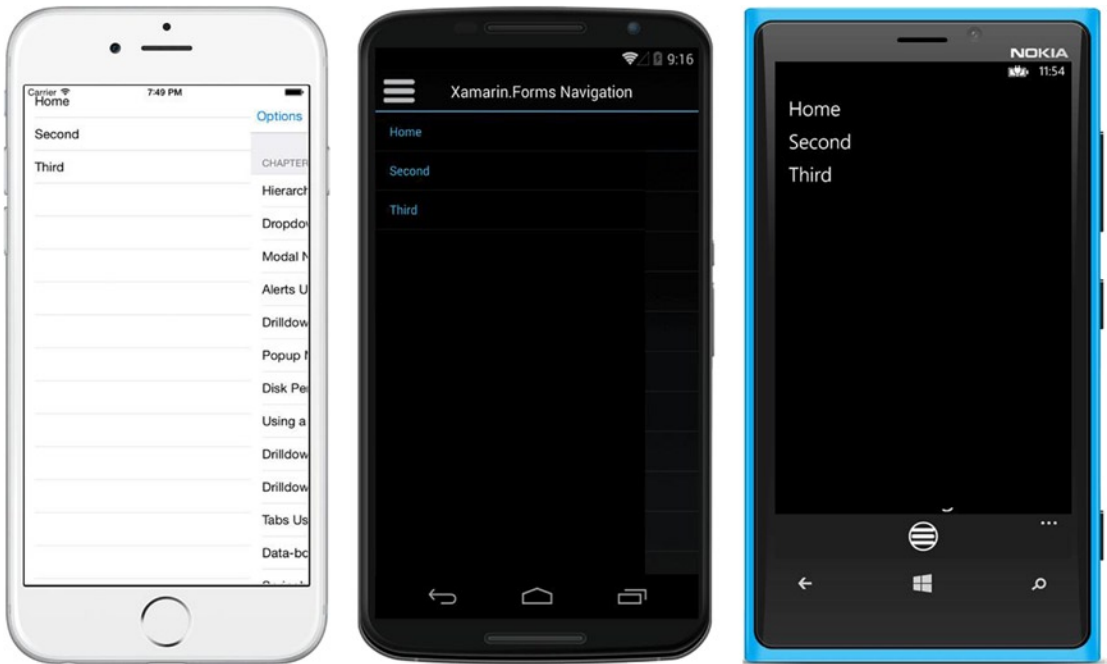 Carrier 7:49 PM
Home
Second
Third
Options
CHAPTER
Hierarch
Dropdow
Modal N
Alerts U
Drilldow
Popup
Disk Pe
Using a
Drilldow
Drilldow
Tabs Us
Data-bo
9:16
Xamarin.Forms Navigation
Home
Second
Third
NOKIA
11:54
Home
Second
Third